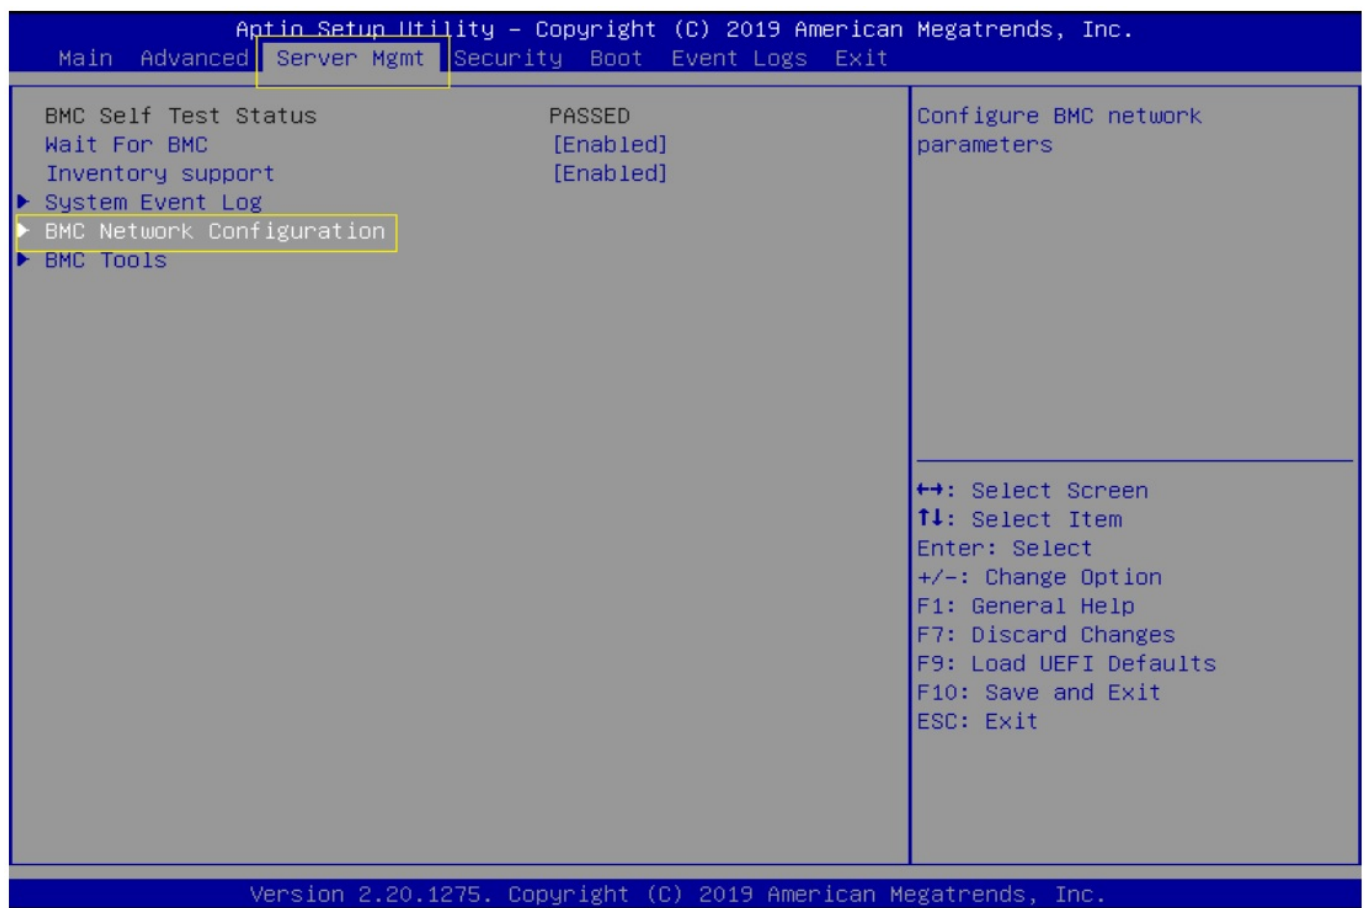 Aptio Setup Utility – Copyright (C) 2019 American Megatrends, Inc.
Main Advanced Server Mgmt Security Boot Event Logs Exit
BMC Self Test Status PASSED
Wait For BMC [Enabled]
Inventory support [Enabled]
▶ System Event Log
▶ BMC Network Configuration
▶ BMC Tools
Configure BMC network
parameters
↔: Select Screen
↑↓: Select Item
Enter: Select
+/-: Change Option
F1: General Help
F7: Discard Changes
F9: Load UEFI Defaults
F10: Save and Exit
ESC: Exit
Version 2.20.1275. Copyright (C) 2019 American Megatrends, Inc.